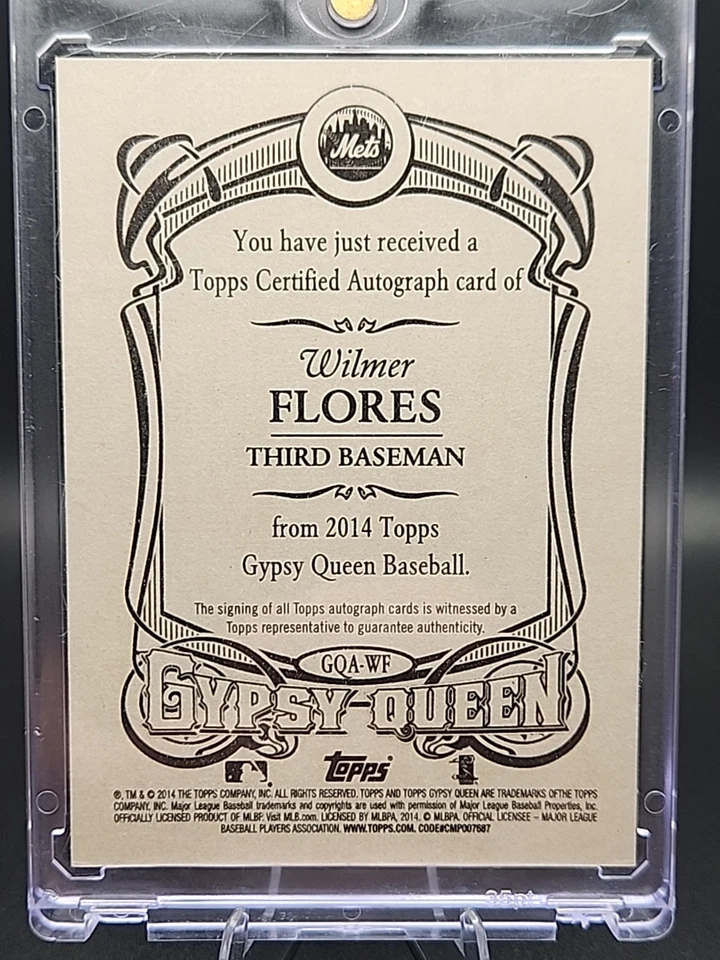 Mets
You have just received a
Topps Certified Autograph card of
Wilmer
FLORES
THIRD BASEMAN
from 2014 Topps
Gypsy Queen Baseball.
The signing of all Topps autograph cards is witnessed by a
Topps representative to guarantee authenticity.
GQA-WF
GYPSY QUEEN
topps
®, TM & © 2014 THE TOPPS COMPANY, INC. ALL RIGHTS RESERVED. TOPPS AND TOPPS GYPSY QUEEN ARE TRADEMARKS OFTHE TOPPS
COMPANY, INC. Major League Baseball trademarks and copyrights are used with permission of Major League Baseball Properties, Inc.
OFFICIALLY LICENSED PRODUCT OF MLBP. Visit MLB.com. LICENSED BY MLBPA, 2014. © MLBPA. OFFICIAL LICENSEE – MAJOR LEAGUE
BASEBALL PLAYERS ASSOCIATION. WWW.TOPPS.COM. CODE#CMP007687
35pt